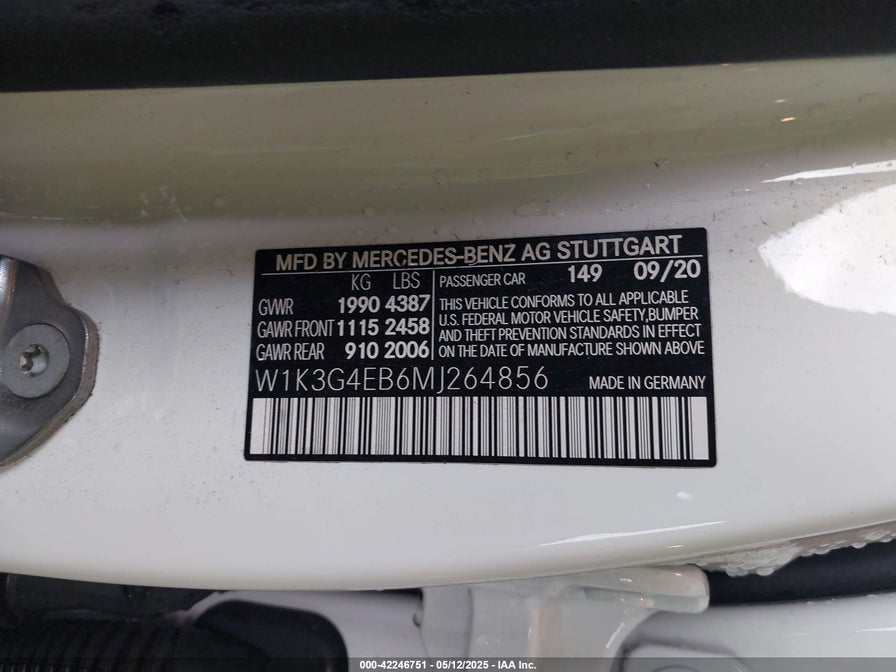 MFD BY MERCEDES-BENZ AG STUTTGART
KG LBS
GWR 1990 4387
GAWR FRONT 1115 2458
GAWR REAR 910 2006
PASSENGER CAR 149 09/20
THIS VEHICLE CONFORMS TO ALL APPLICABLE
U.S. FEDERAL MOTOR VEHICLE SAFETY,BUMPER
AND THEFT PREVENTION STANDARDS IN EFFECT
ON THE DATE OF MANUFACTURE SHOWN ABOVE
W1K3G4EB6MJ264856 MADE IN GERMANY
000-42246751 - 05/12/2025 - IAA Inc.